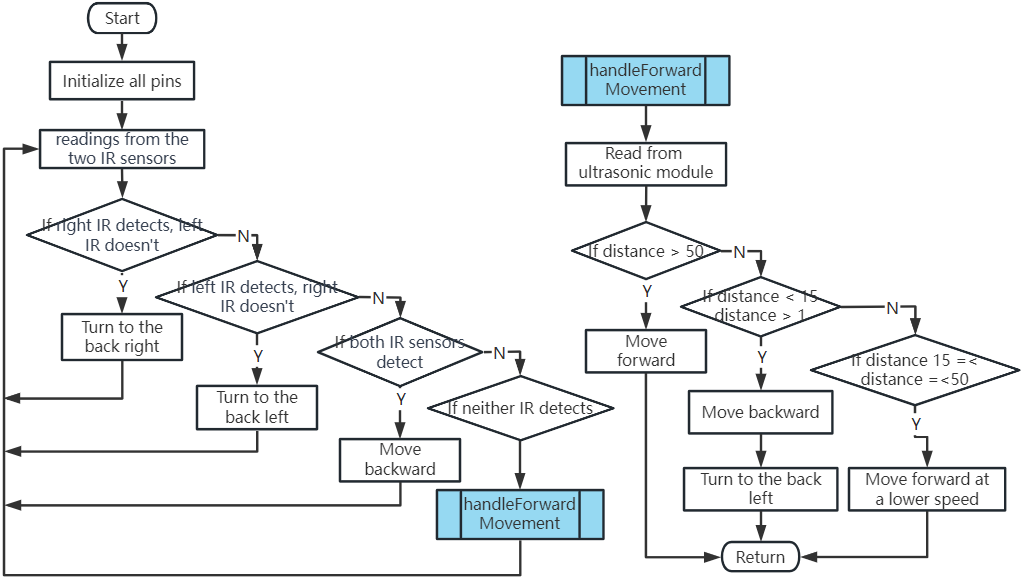 Start
Initialize all pins
readings from the
two IR sensors
If right IR detects, left
IR doesn't
N
Y
Turn to the
back right
If left IR detects, right
IR doesn't
N
Y
Turn to the
back left
If both IR sensors
detect
N
Y
Move
backward
If neither IR detects
handleForward
Movement
handleForward
Movement
Read from
ultrasonic module
If distance > 50
N
Y
Move
forward
If distance < 15
distance > 1
N
Y
Move backward
Turn to the back
left
If distance 15 =<
distance =<50
Y
Move forward at
a lower speed
Return